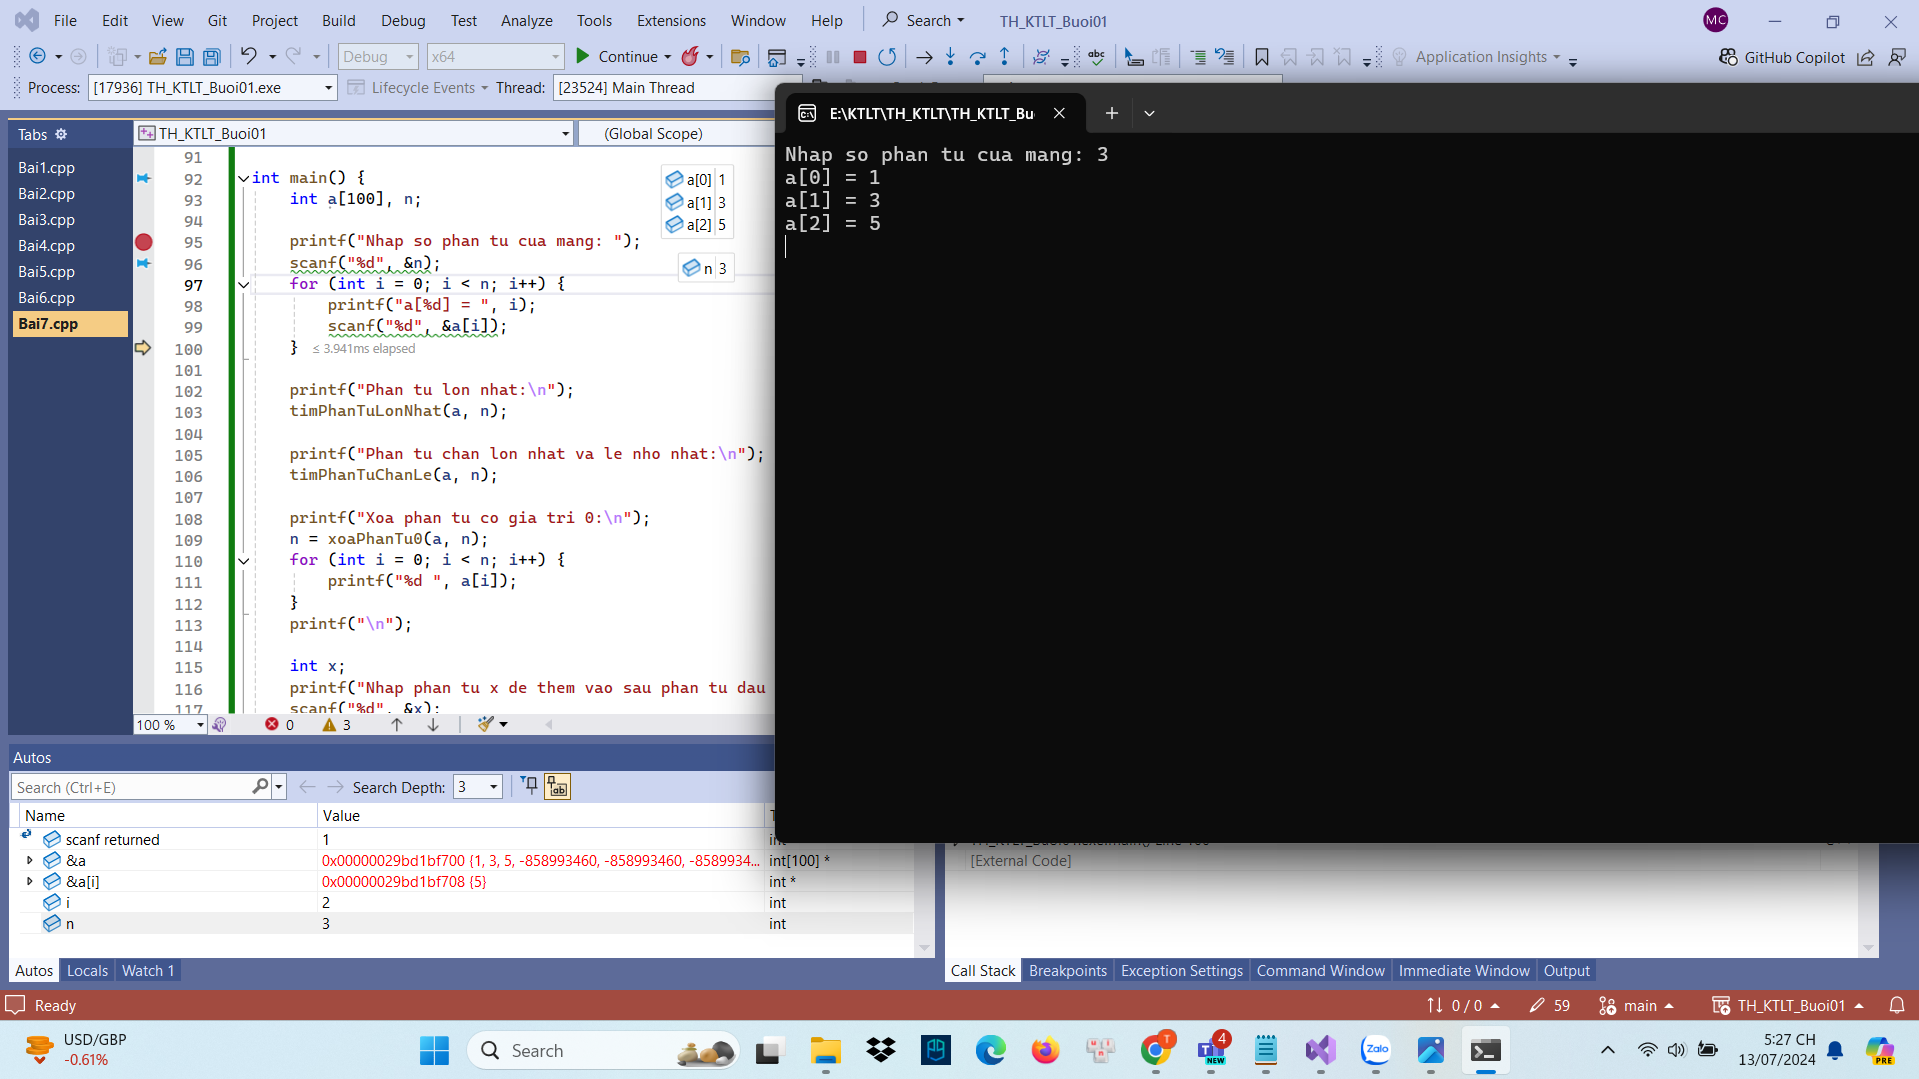 File Edit View Git Project Build Debug Test Analyze Tools Extensions Window Help Search TH_KTLT_Buoi01 MC
Debug x64 Continue Application Insights GitHub Copilot
Process: [17936] TH_KTLT_Buoi01.exe Lifecycle Events Thread: [23524] Main Thread
Tabs
Bai1.cpp
Bai2.cpp
Bai3.cpp
Bai4.cpp
Bai5.cpp
Bai6.cpp
Bai7.cpp
TH_KTLT_Buoi01 (Global Scope)
91
92 int main() {
93 int a[100], n;
94
95 printf("Nhap so phan tu cua mang: ");
96 scanf("%d", &n);
97 for (int i = 0; i < n; i++) {
98 printf("a[%d] = ", i);
99 scanf("%d", &a[i]);
100 } ≤ 3.941ms elapsed
101
102 printf("Phan tu lon nhat:\n");
103 timPhanTuLonNhat(a, n);
104
105 printf("Phan tu chan lon nhat va le nho nhat:\n");
106 timPhanTuChanLe(a, n);
107
108 printf("Xoa phan tu co gia tri 0:\n");
109 n = xoaPhanTu0(a, n);
110 for (int i = 0; i < n; i++) {
111 printf("%d ", a[i]);
112 }
113 printf("\n");
114
115 int x;
116 printf("Nhap phan tu x de them vao sau phan tu dau
117 scanf("%d", &x);
a[0] 1
a[1] 3
a[2] 5
n 3
100 % 0 3
E:\KTLT\TH_KTLT\TH_KTLT_Bu
Nhap so phan tu cua mang: 3
a[0] = 1
a[1] = 3
a[2] = 5
Autos
Search (Ctrl+E) Search Depth: 3
Name Value
scanf returned 1 int
&a 0x00000029bd1bf700 {1, 3, 5, -858993460, -858993460, -8589934... int[100] *
&a[i] 0x00000029bd1bf708 {5} int *
i 2 int
n 3 int
Autos Locals Watch 1
[External Code]
Call Stack Breakpoints Exception Settings Command Window Immediate Window Output
Ready 0 / 0 59 main TH_KTLT_Buoi01
USD/GBP
-0.61%
Search
T
4
NEW
Zalo
5:27 CH
13/07/2024
PRE